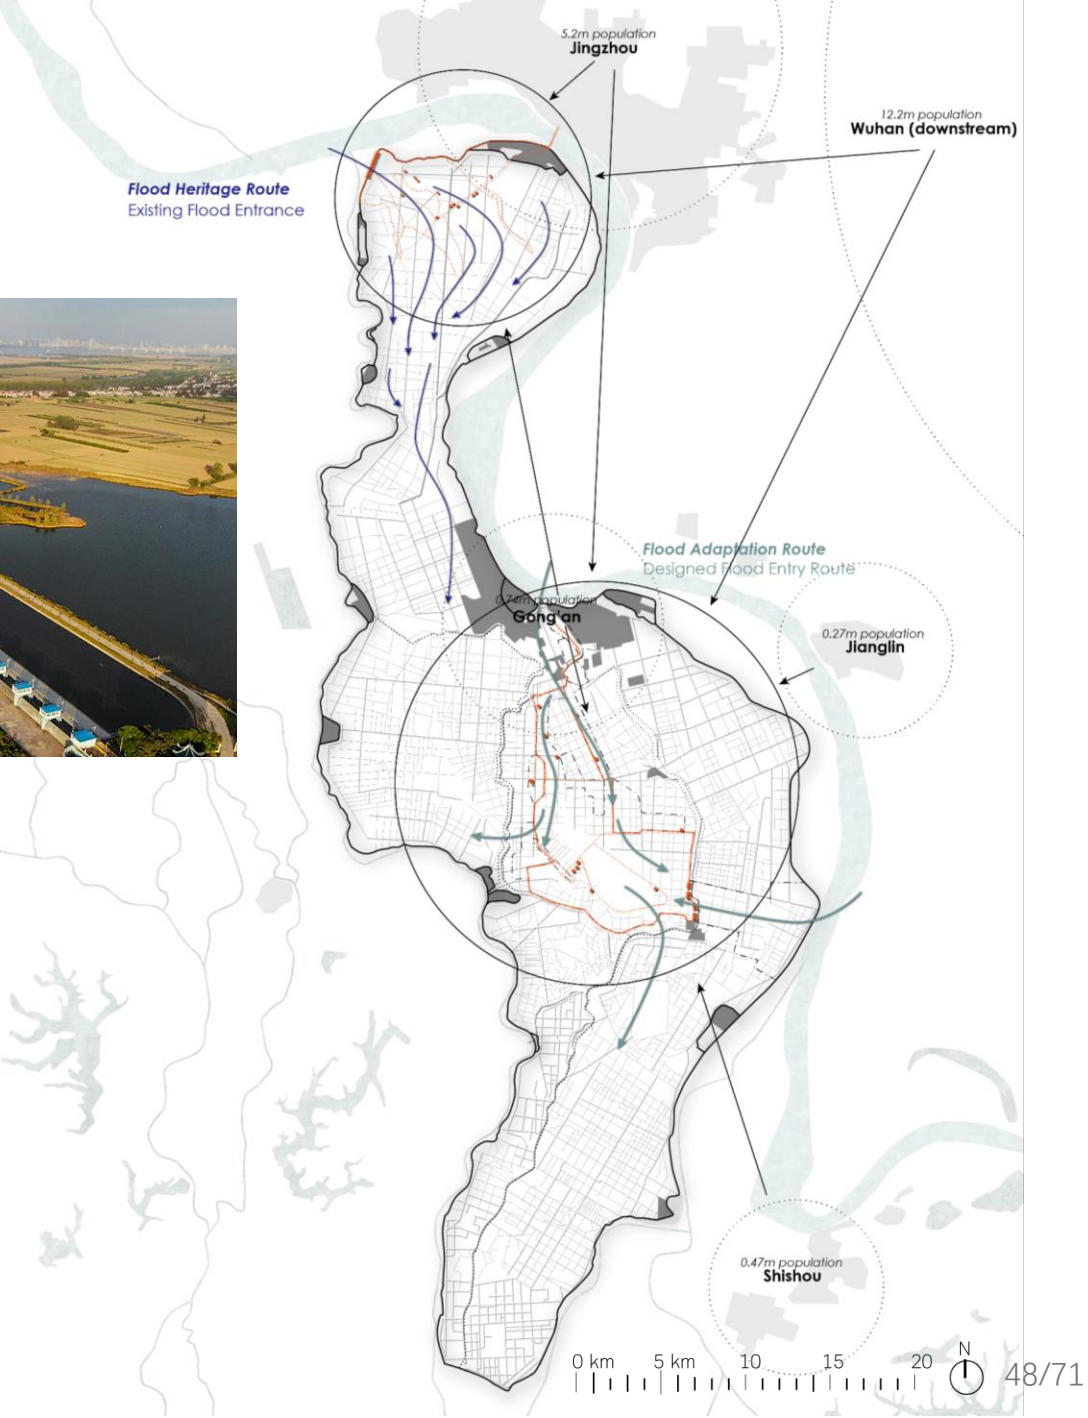 5.2m population
Jingzhou
12.2m population
Wuhan (downstream)
Flood Heritage Route
Existing Flood Entrance
Flood Adaptation Route
Designed Flood Entry Route
0.74m population
Gong'an
0.27m population
Jianglin
0.47m population
Shishou
0 km 5 km 10 15 20
N
48/71